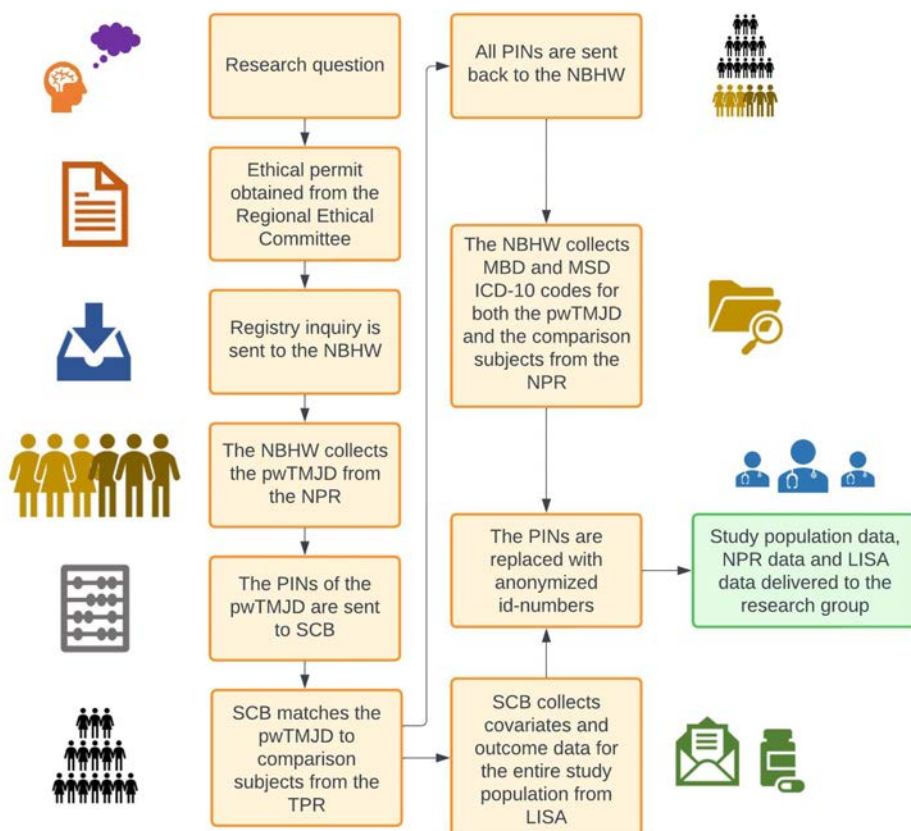 Research question
Ethical permit
obtained from the
Regional Ethical
Committee
Registry inquiry is
sent to the NBHW
The NBHW collects
the pwTMJD from
the NPR
The PINs of the
pwTMJD are sent
to SCB
SCB matches the
pwTMJD to
comparison
subjects from the
TPR
All PINs are sent
back to the NBHW
The NBHW collects
MBD and MSD
ICD-10 codes for
both the pwTMJD
and the comparison
subjects from the
NPR
SCB collects
covariates and
outcome data for
the entire study
population from
LISA
The PINs are
replaced with
anonymized
id-numbers
Study population data,
NPR data and LISA
data delivered to the
research group